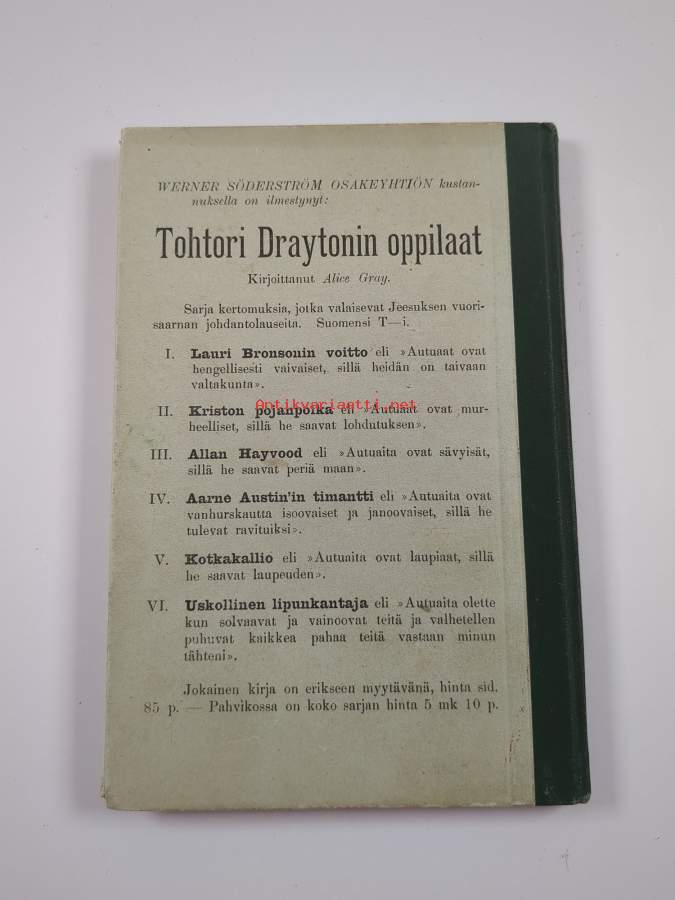 WERNER SÖDERSTRÖM OSAKEYHTIÖN kustan-
nuksella on ilmestynyt:
Tohtori Draytonin oppilaat
Kirjoittanut Alice Gray.
Sarja kertomuksia, jotka valaisevat Jeesuksen vuori-
saarnan johdantolauseita. Suomensi T—i.
I. Lauri Bronsonin voitto eli »Autuaat ovat
hengellisesti vaivaiset, sillä heidän on taivaan
valtakunta».
Antikvariaatti.net
II. Kriston pojanpoika eli »Autuaat ovat mur-
heelliset, sillä he saavat lohdutuksen».
III. Allan Hayvood eli »Autuaita ovat sävyisät,
sillä he saavat periä maan».
IV. Aarne Austin'in timantti eli »Autuaita ovat
vanhurskautta isoovaiset ja janoovaiset, sillä he
tulevat ravituiksi».
V. Kotkakallio eli »Autuaita ovat laupiaat, sillä
he saavat laupeuden».
VI. Uskollinen lipunkantaja eli »Autuaita olette
kun solvaavat ja vainoovat teitä ja valhetellen
puhuvat kaikkea pahaa teitä vastaan minun
tähteni».
Jokainen kirja on erikseen myytävänä, hinta sid.
85 p. — Pahvikossa on koko sarjan hinta 5 mk 10 p.